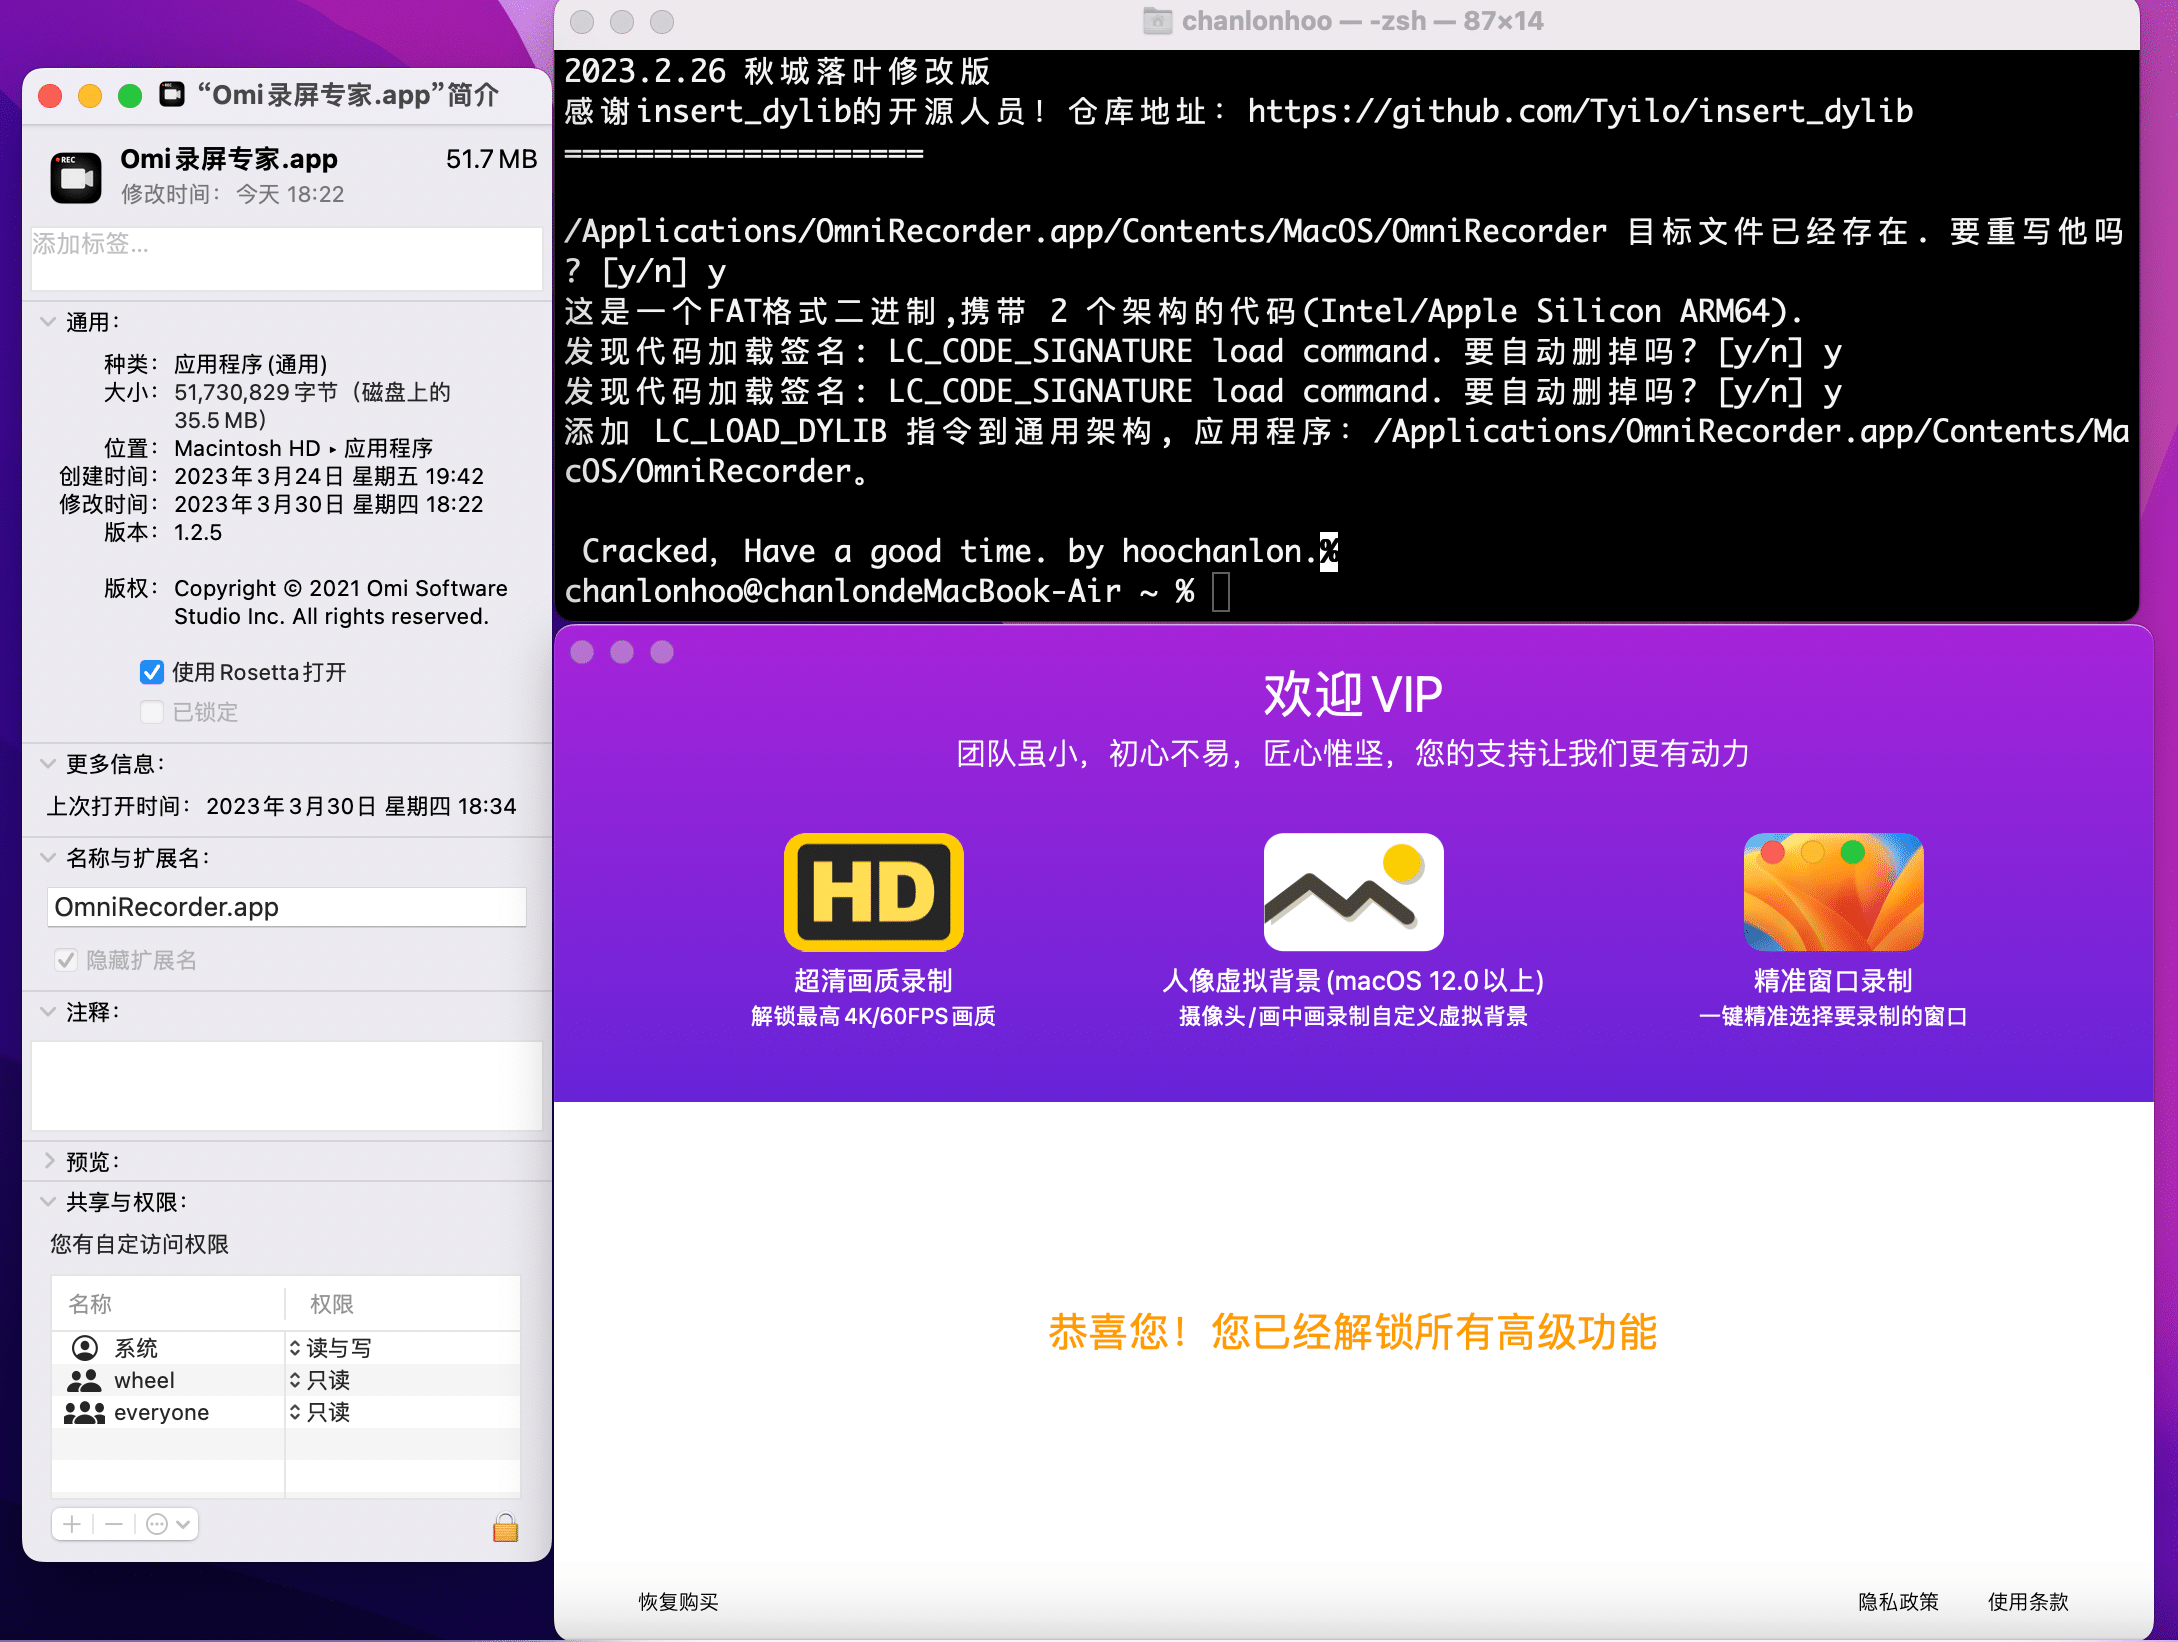 “Omi录屏专家.app”简介
REC
Omi录屏专家.app
51.7 MB
修改时间： 今天 18:22
添加标签...
通用：
种类： 应用程序 (通用)
大小： 51,730,829 字节（磁盘上的
35.5 MB）
位置： Macintosh HD ▸ 应用程序
创建时间： 2023年3月24日 星期五 19:42
修改时间： 2023年3月30日 星期四 18:22
版本： 1.2.5
版权： Copyright © 2021 Omi Software
Studio Inc. All rights reserved.
使用Rosetta打开
已锁定
更多信息：
上次打开时间： 2023年3月30日 星期四 18:34
名称与扩展名：
OmniRecorder.app
隐藏扩展名
注释：
预览：
共享与权限：
您有自定访问权限
名称 权限
系统 读与写
wheel 只读
everyone 只读
chanlonhoo — -zsh — 87×14
2023.2.26 秋城落叶修改版
感谢insert_dylib的开源人员！仓库地址：https://github.com/Tyilo/insert_dylib
====================
/Applications/OmniRecorder.app/Contents/MacOS/OmniRecorder 目标文件已经存在. 要重写他吗
? [y/n] y
这是一个FAT格式二进制,携带 2 个架构的代码(Intel/Apple Silicon ARM64).
发现代码加载签名: LC_CODE_SIGNATURE load command. 要自动删掉吗? [y/n] y
发现代码加载签名: LC_CODE_SIGNATURE load command. 要自动删掉吗? [y/n] y
添加 LC_LOAD_DYLIB 指令到通用架构, 应用程序: /Applications/OmniRecorder.app/Contents/Ma
cOS/OmniRecorder。
Cracked, Have a good time. by hoochanlon.%
chanlonhoo@chanlondeMacBook-Air ~ %
欢迎VIP
团队虽小，初心不易，匠心惟坚，您的支持让我们更有动力
HD
超清画质录制
解锁最高4K/60FPS画质
人像虚拟背景(macOS 12.0以上)
摄像头/画中画录制自定义虚拟背景
精准窗口录制
一键精准选择要录制的窗口
恭喜您！您已经解锁所有高级功能
恢复购买
隐私政策
使用条款